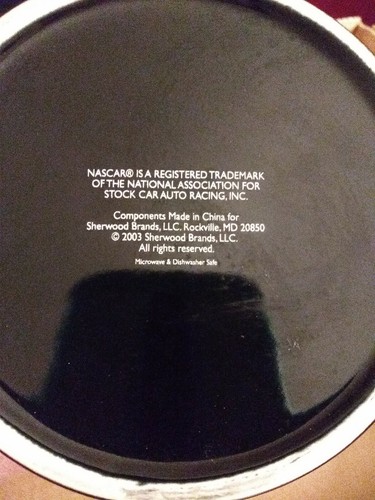 NASCAR® IS A REGISTERED TRADEMARK
OF THE NATIONAL ASSOCIATION FOR
STOCK CAR AUTO RACING, INC.
Components Made in China for
Sherwood Brands, LLC. Rockville, MD 20850
© 2003 Sherwood Brands, LLC.
All rights reserved.
Microwave & Dishwasher Safe